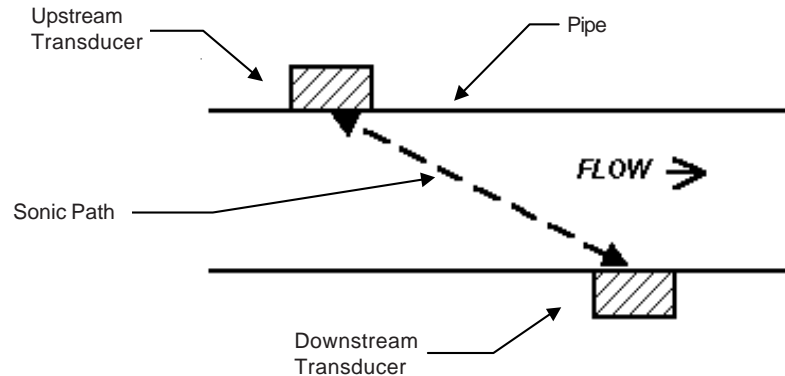 Upstream
Transducer
Pipe
FLOW
Sonic Path
Downstream
Transducer